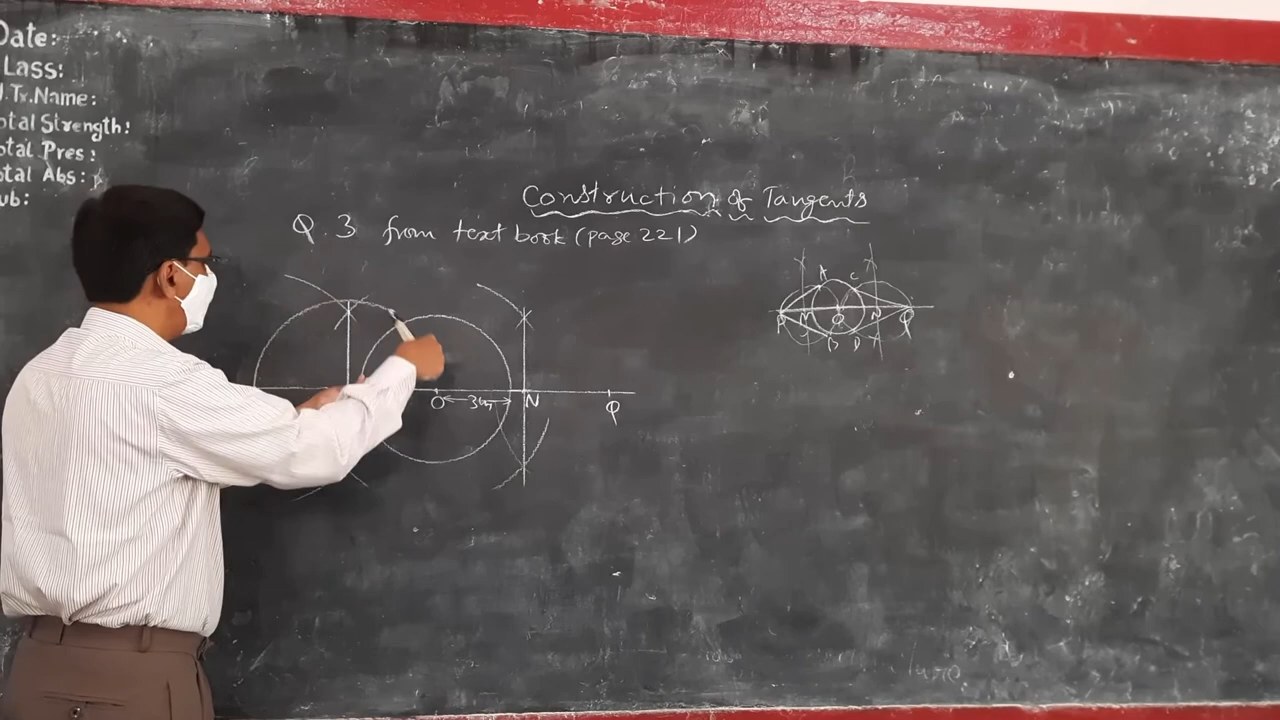 Date:
Lass:
Tr.Name:
otal Strength:
otal Pres:
otal Abs:
ub:
Construction of Tangents
Q.3 from text book (page 221)
A C
P M O N Q
B D
O 3cm N
Q